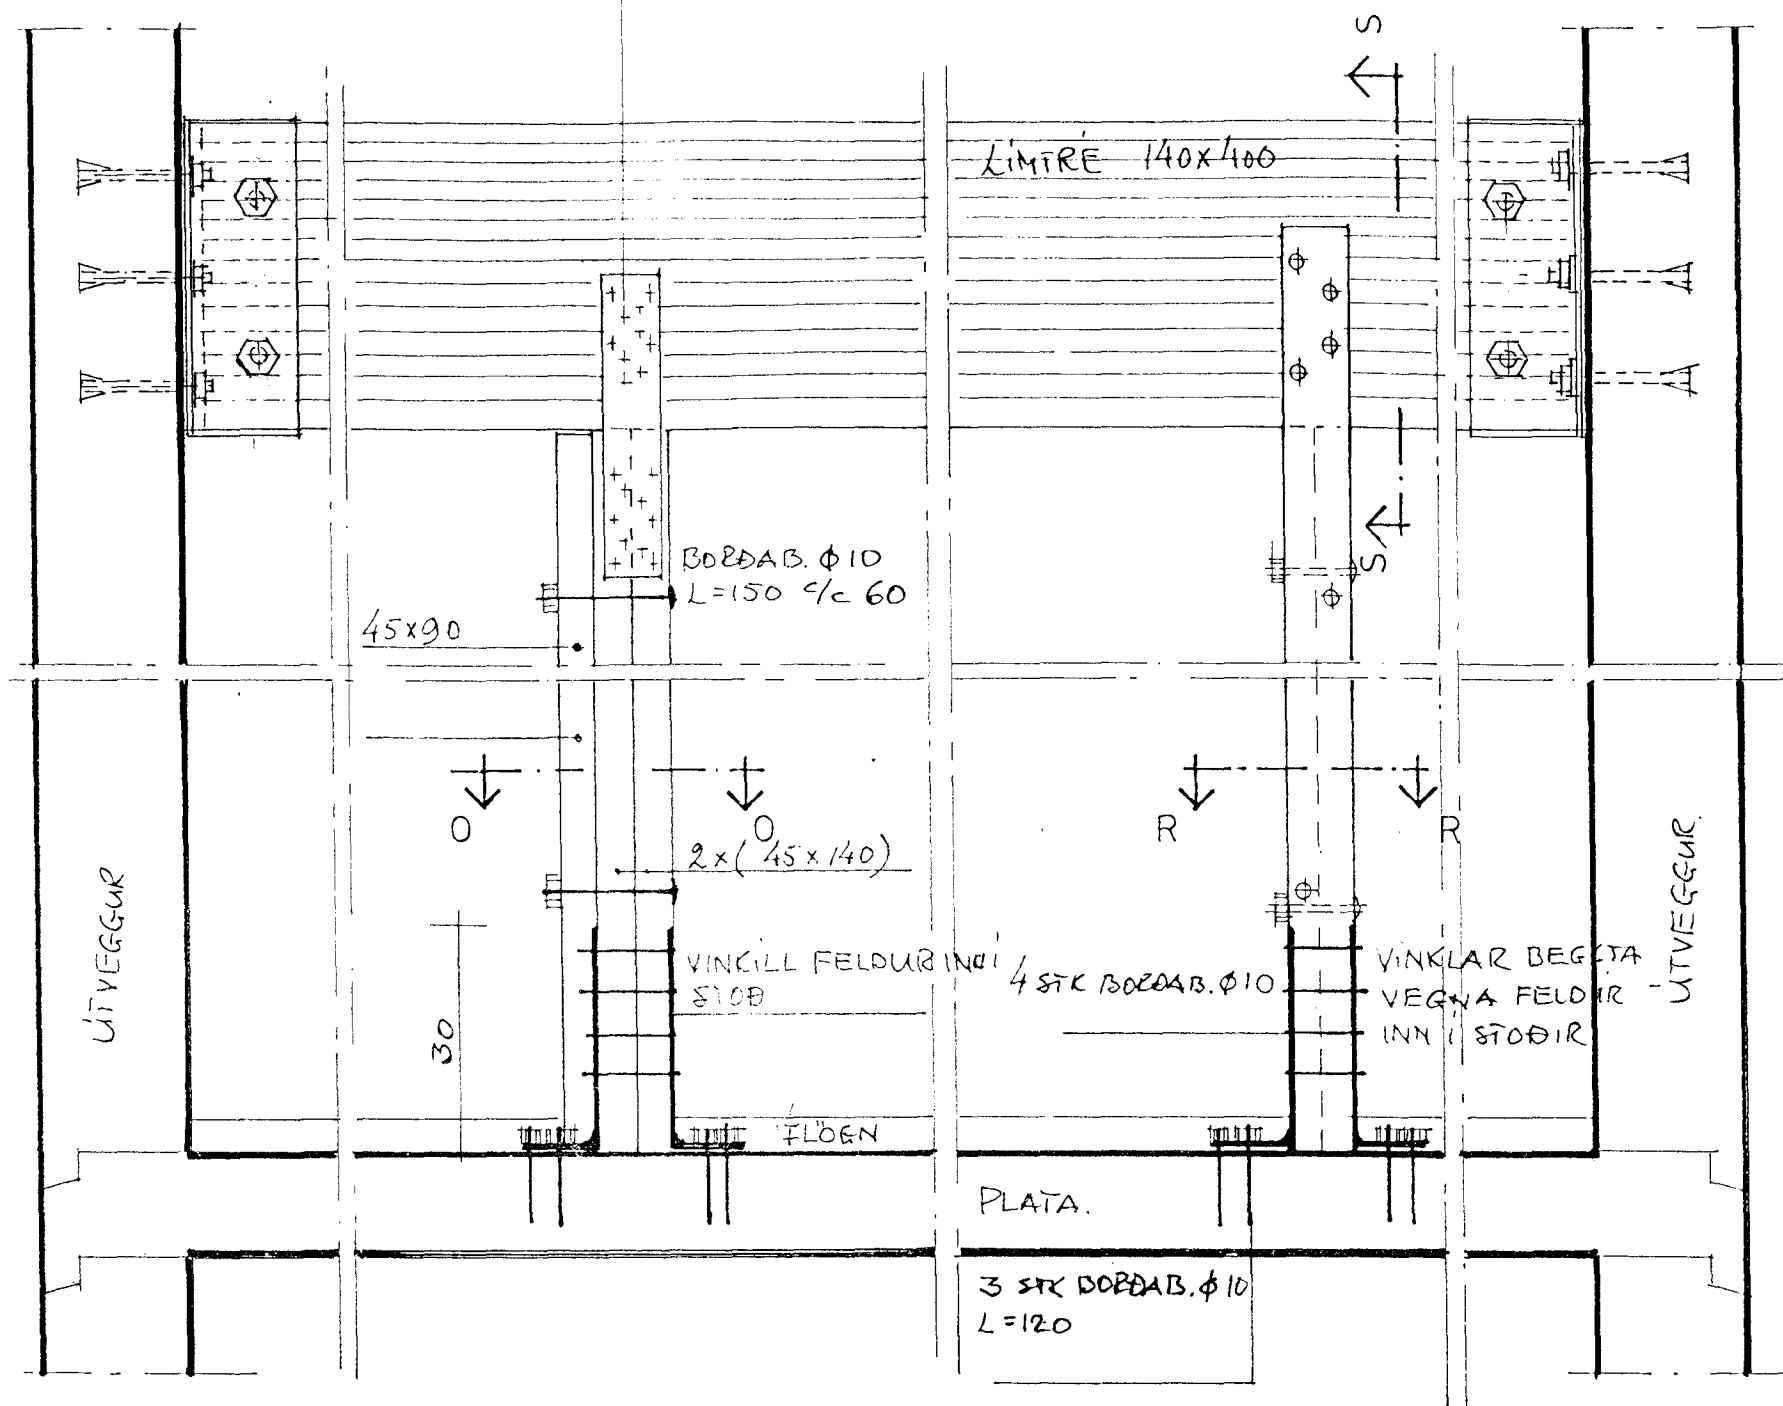 S
LÍMTRÉ 140x400
BORÐAB. ϕ10
L=150 c/c 60
S
45x90
O
O
R
R
2x(45x140)
ÚTVEGGUR
ÚTVEGGUR
VINKILL FELDUR INN Í
STOÐ
4 STK BORÐAB. ϕ10
VINKLAR BEGGJA
VEGNA FELDIR
INN Í STOÐIR
30
PLATA.
3 STK BORÐAB. ϕ10
L=120